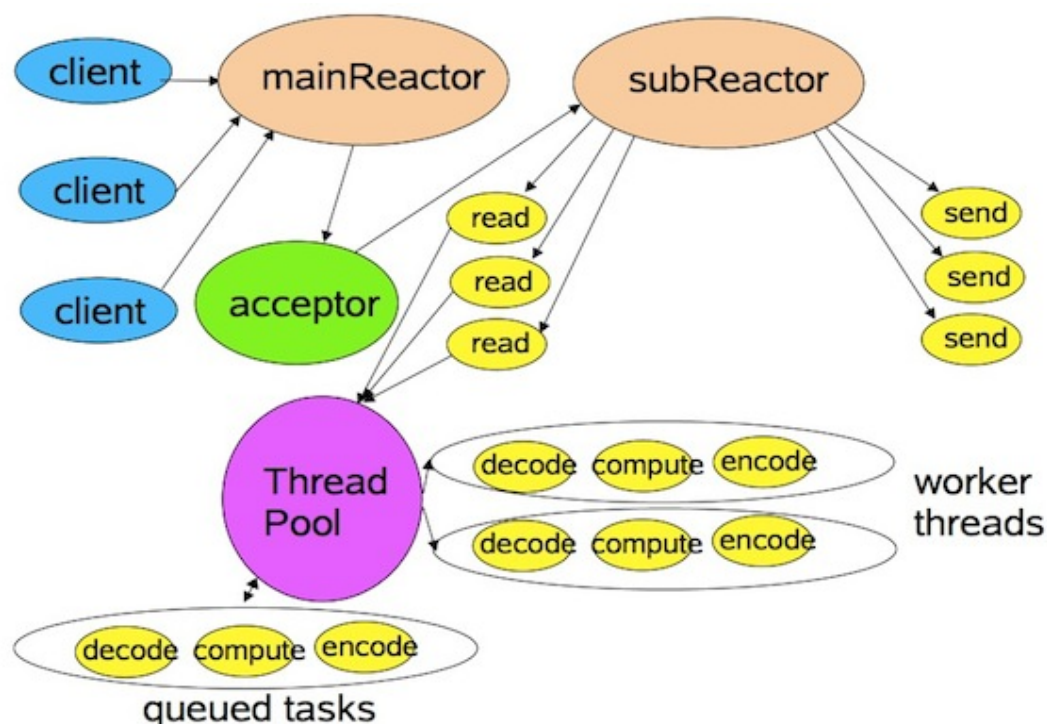 client
mainReactor
subReactor
client
read
send
client
acceptor
read
send
read
send
Thread
Pool
decode compute encode
worker
threads
decode compute encode
decode compute encode
queued tasks